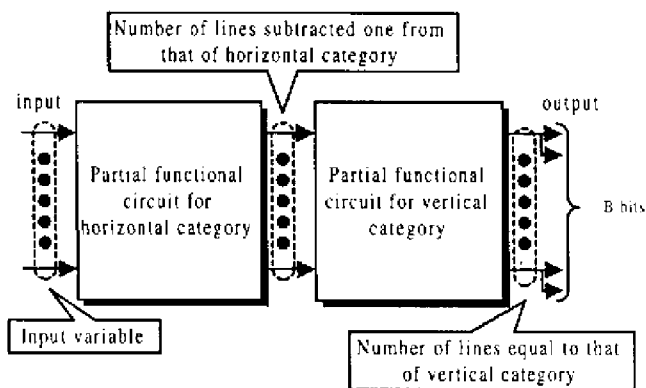 Number of lines subtracted one from
that of horizontal category
input
output
Partial functional
circuit for
horizontal category
Partial functional
circuit for vertical
category
B bits
Input variable
Number of lines equal to that
of vertical category